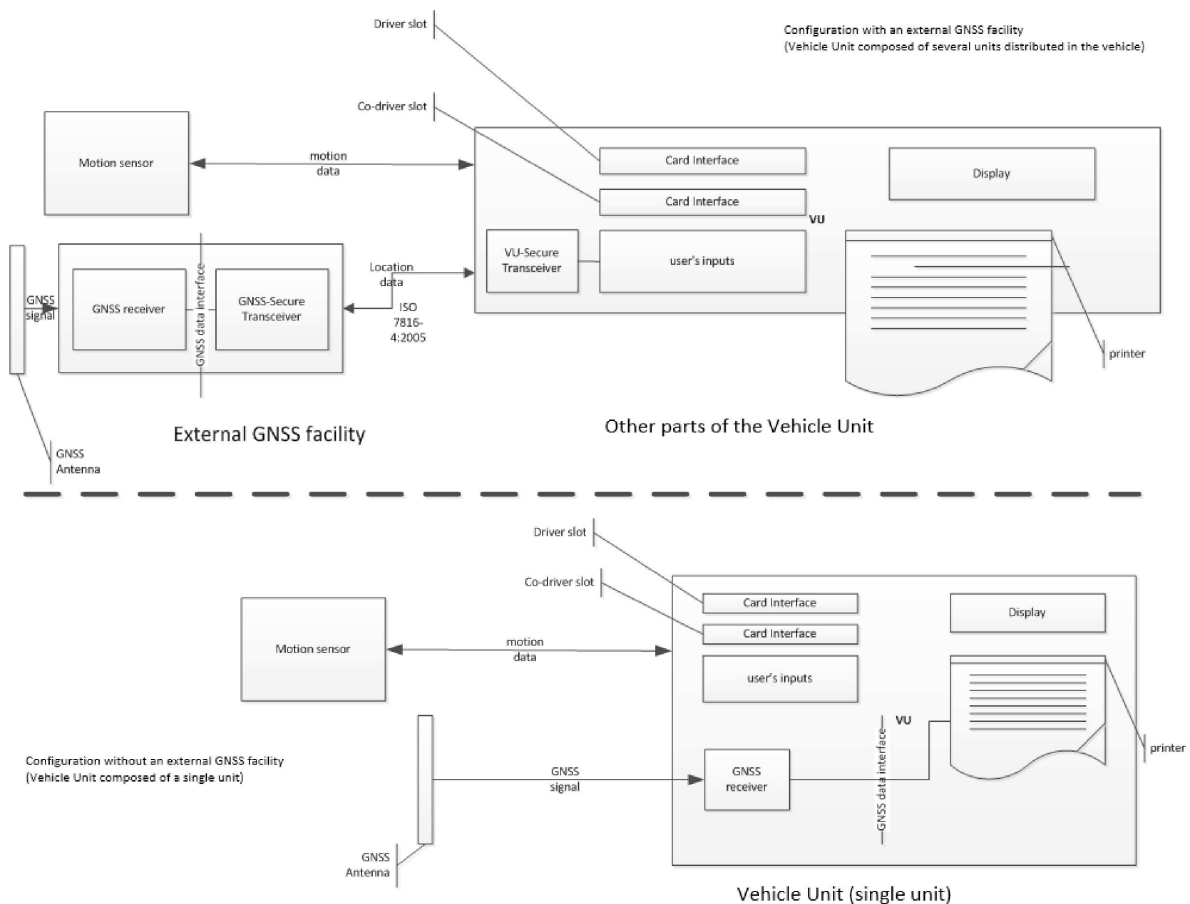 Driver slot
Configuration with an external GNSS facility
(Vehicle Unit composed of several units distributed in the vehicle)
Co-driver slot
Motion sensor
motion
data
Card Interface
Card Interface
Display
VU
VU-Secure
Transceiver
user's inputs
GNSS
signal
GNSS receiver
GNSS data interface
GNSS-Secure
Transceiver
Location
data
ISO
7816-
4:2005
printer
External GNSS facility
Other parts of the Vehicle Unit
GNSS
Antenna
Driver slot
Co-driver slot
Motion sensor
motion
data
Card Interface
Card Interface
Display
user's inputs
VU
printer
Configuration without an external GNSS facility
(Vehicle Unit composed of a single unit)
GNSS
signal
GNSS
receiver
GNSS data interface
GNSS
Antenna
Vehicle Unit (single unit)